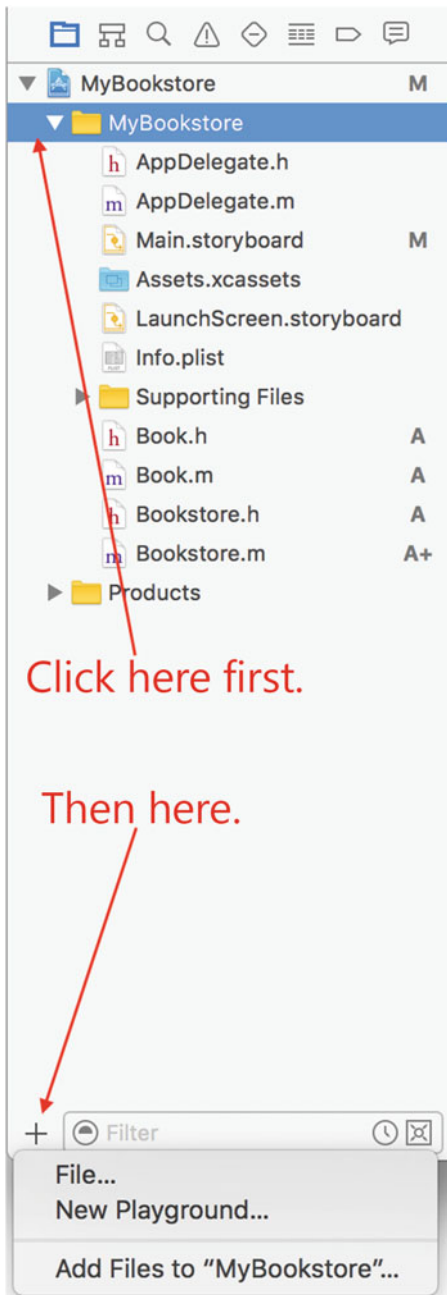 MyBookstore M
MyBookstore
h AppDelegate.h
m AppDelegate.m
Main.storyboard M
Assets.xcassets
LaunchScreen.storyboard
Info.plist
Supporting Files
h Book.h A
m Book.m A
h Bookstore.h A
m Bookstore.m A+
Products
Click here first.
Then here.
Filter
File...
New Playground...
Add Files to “MyBookstore”...